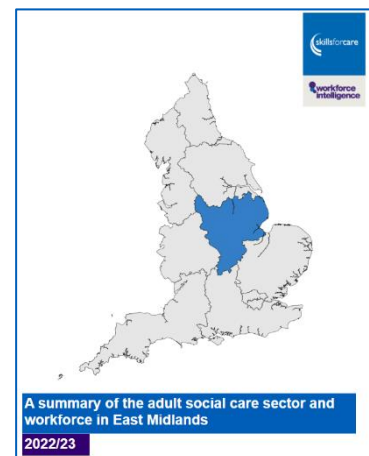 skillsforcare
workforce
intelligence
A summary of the adult social care sector and
workforce in East Midlands
2022/23